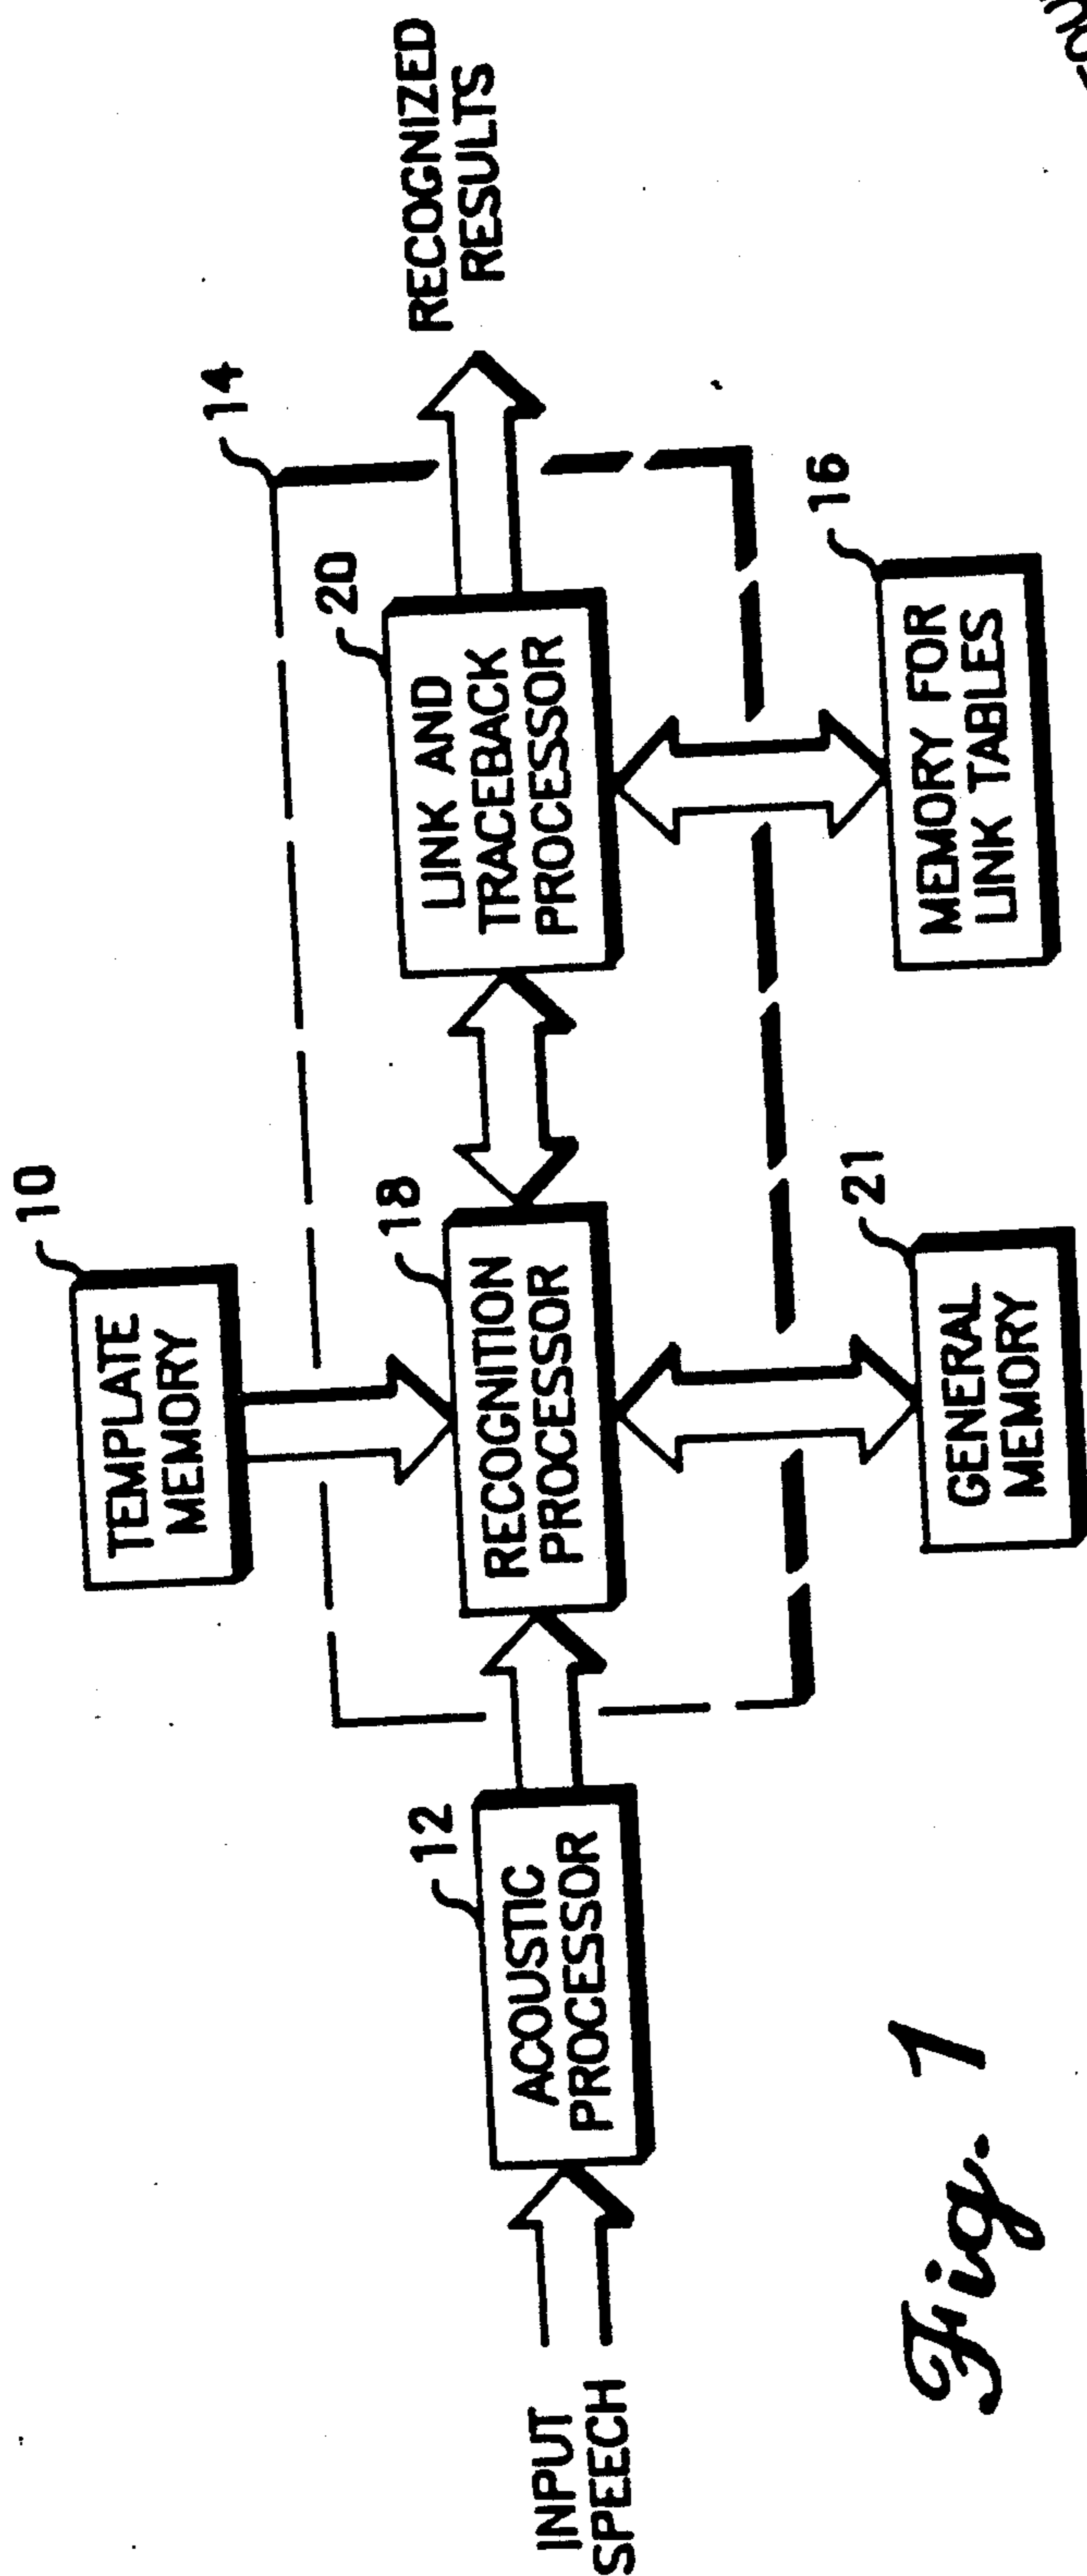 10
TEMPLATE
MEMORY
14
RECOGNIZED
RESULTS
INPUT
SPEECH
12
ACOUSTIC
PROCESSOR
18
RECOGNITION
PROCESSOR
20
LINK AND
TRACEBACK
PROCESSOR
21
GENERAL
MEMORY
16
MEMORY FOR
LINK TABLES
Fig. 1